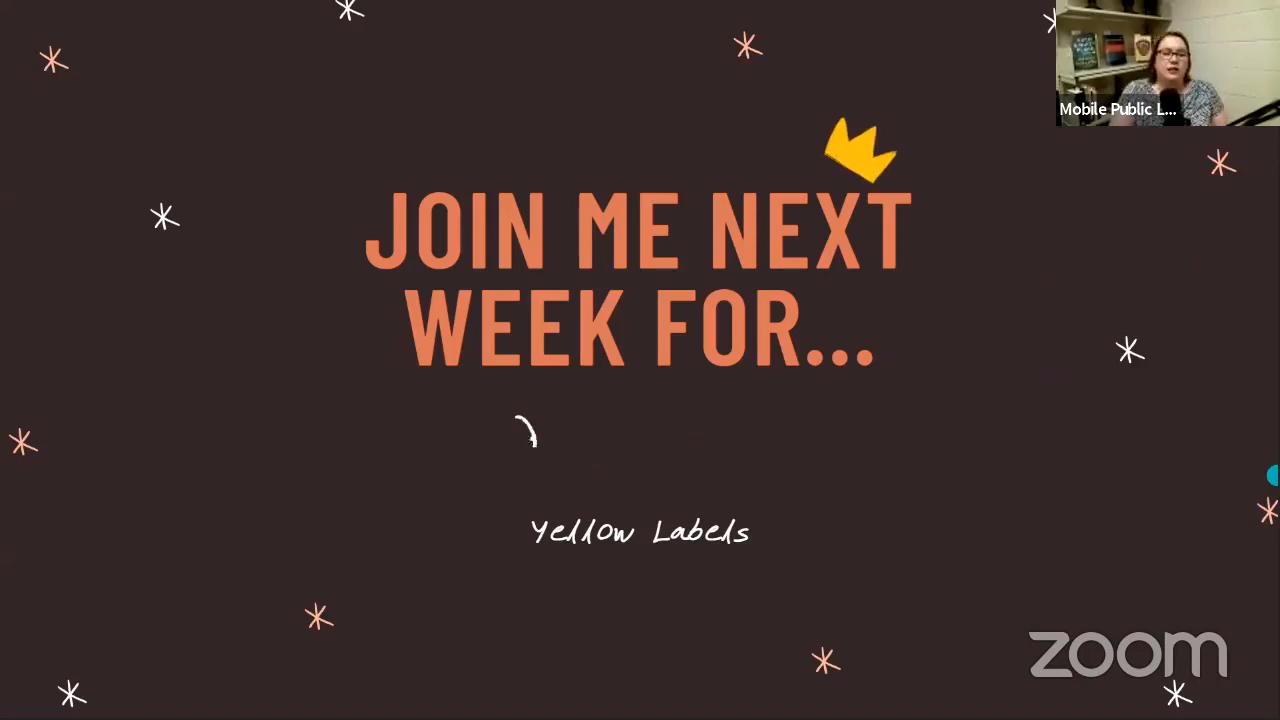 Mobile Public L...
JOIN ME NEXT
WEEK FOR...
Yellow Labels
zoom